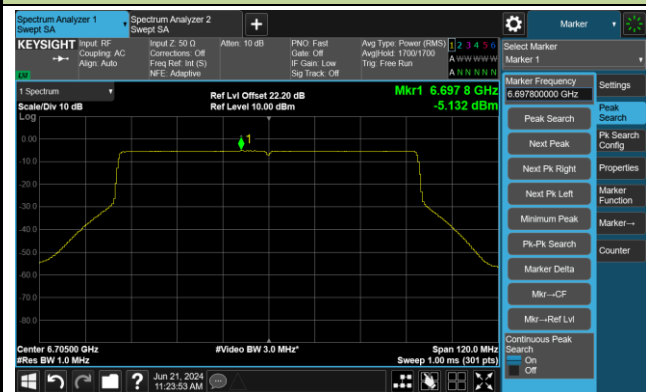 Spectrum Analyzer 1
Swept SA
Spectrum Analyzer 2
Swept SA
+
Marker
KEYSIGHT
Input: RF
Coupling: AC
Align: Auto
Input Z: 50 Ω
Corrections: Off
Freq Ref: Int (S)
NFE: Adaptive
Atten: 10 dB
PNO: Fast
Gate: Off
IF Gain: Low
Sig Track: Off
Avg Type: Power (RMS)
Avg|Hold: 1700/1700
Trig: Free Run
1 2 3 4 5 6
A W W W W W
A N N N N N
Select Marker
Marker 1
1 Spectrum
Scale/Div 10 dB
Log
Ref Lvl Offset 22.20 dB
Ref Level 10.00 dBm
Mkr1 6.697 8 GHz
-5.132 dBm
Marker Frequency
6.697800000 GHz
Peak Search
Next Peak
Next Pk Right
Next Pk Left
Minimum Peak
Pk-Pk Search
Marker Delta
Mkr→CF
Mkr→Ref Lvl
Continuous Peak
Search
On
Off
Settings
Peak
Search
Pk Search
Config
Properties
Marker
Function
Marker→
Counter
1
0.00
-10.0
-20.0
-30.0
-40.0
-50.0
-60.0
-70.0
-80.0
Center 6.70500 GHz
#Res BW 1.0 MHz
#Video BW 3.0 MHz*
Span 120.0 MHz
Sweep 1.00 ms (301 pts)
?
Jun 21, 2024
11:23:53 AM